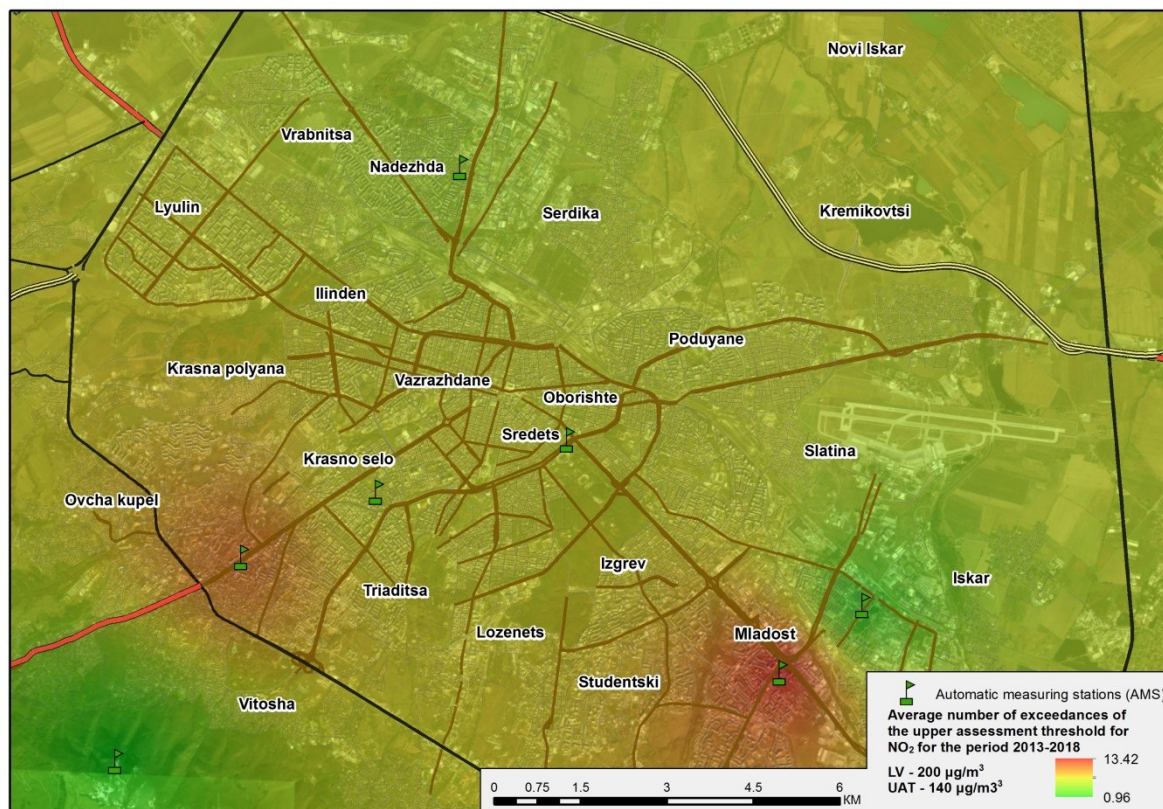 Novi Iskar
Vrabnitsa
Nadezhda
Lyulin
Serdika
Kremikovtsi
Ilinden
Poduyane
Krasna polyana
Vazrazhdane
Oborishte
Sredets
Slatina
Krasno selo
Ovcha kupel
Izgrev
Iskar
Triaditsa
Lozenets
Mladost
Studentski
Vitosha
Automatic measuring stations (AMS)
Average number of exceedances of
the upper assessment threshold for
NO₂ for the period 2013-2018
LV - 200 µg/m³
UAT - 140 µg/m3³
13.42
0.96
0 0.75 1.5 3 4.5 6
КМ